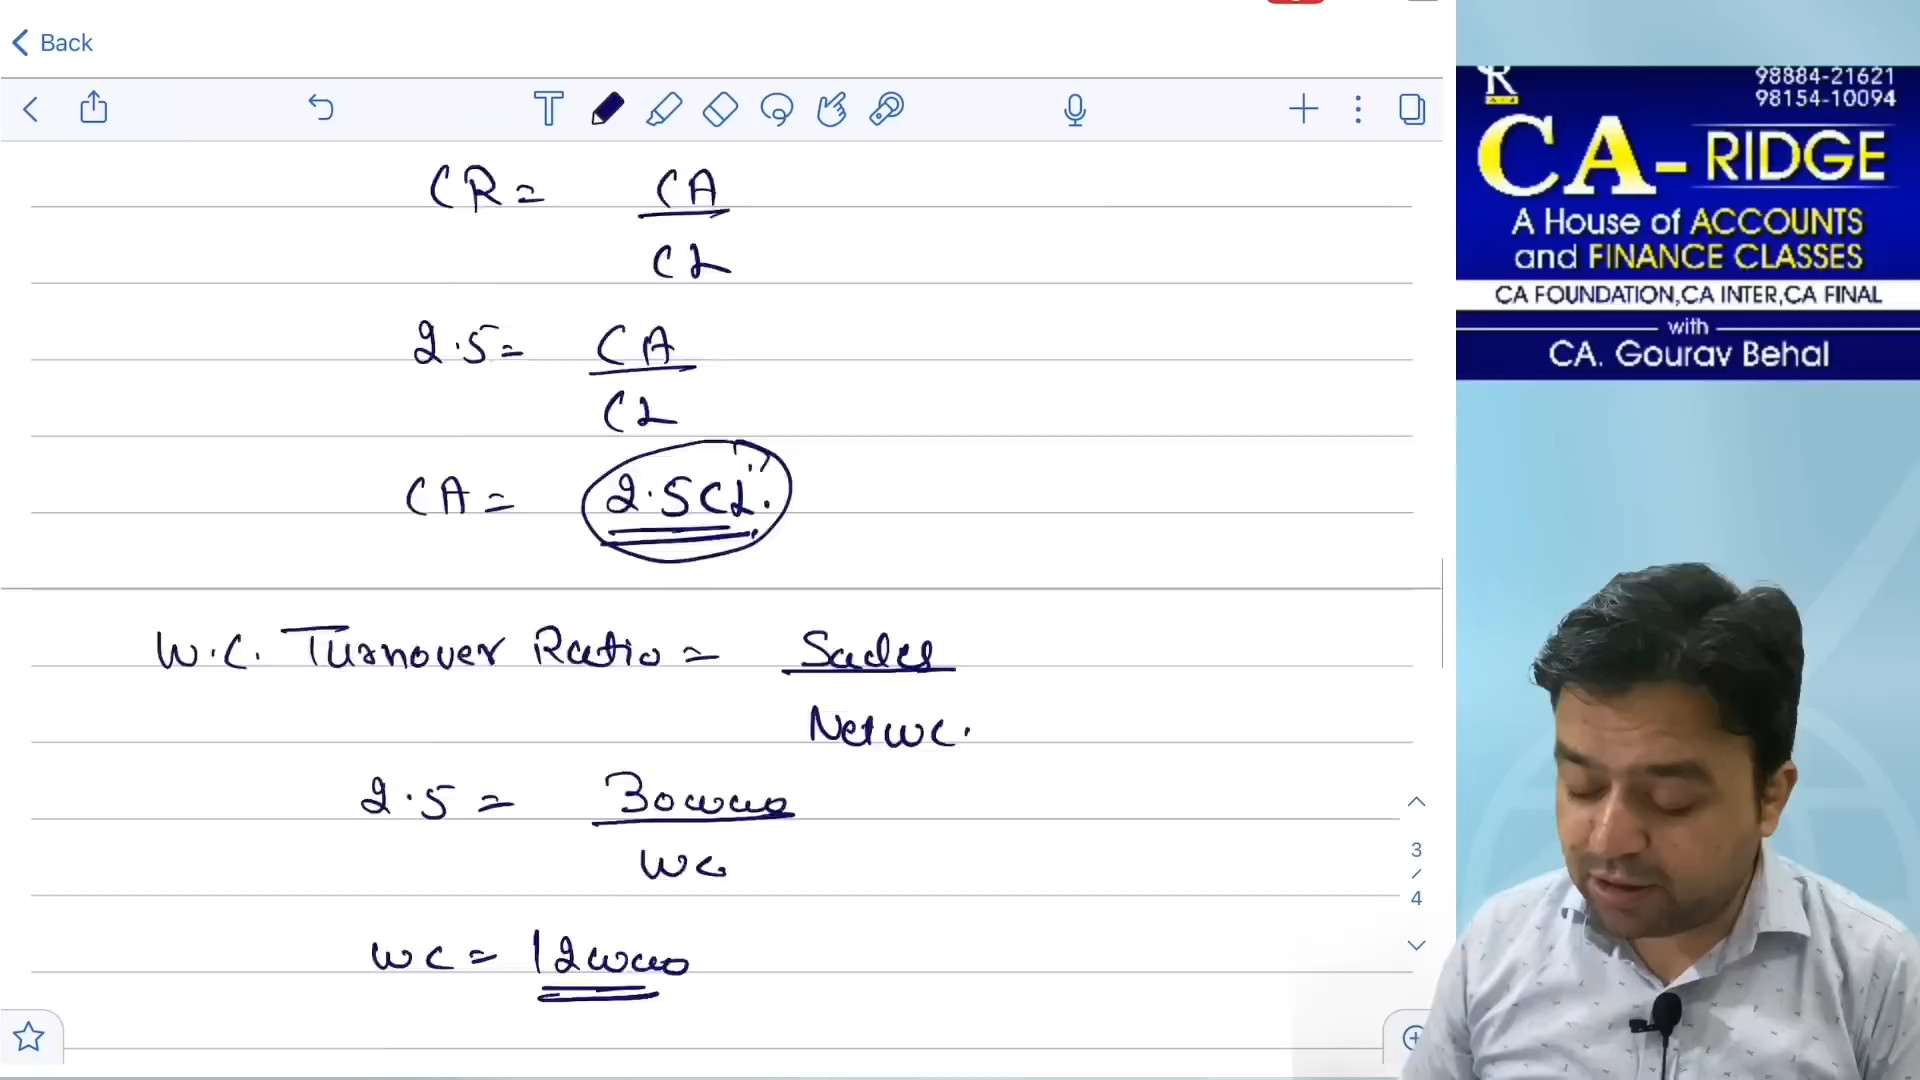 Back
98884-21621
98154-10094
CA- RIDGE
A House of ACCOUNTS
and FINANCE CLASSES
CA FOUNDATION,CA INTER,CA FINAL
with
CA. Gourav Behal
CR = CA
CL
2.5 = CA
CL
CA = 2.5CL.
W.C. Turnover Ratio = Sales
Net WC.
2.5 = 3000000
WC
WC = 1200000
3
/
4